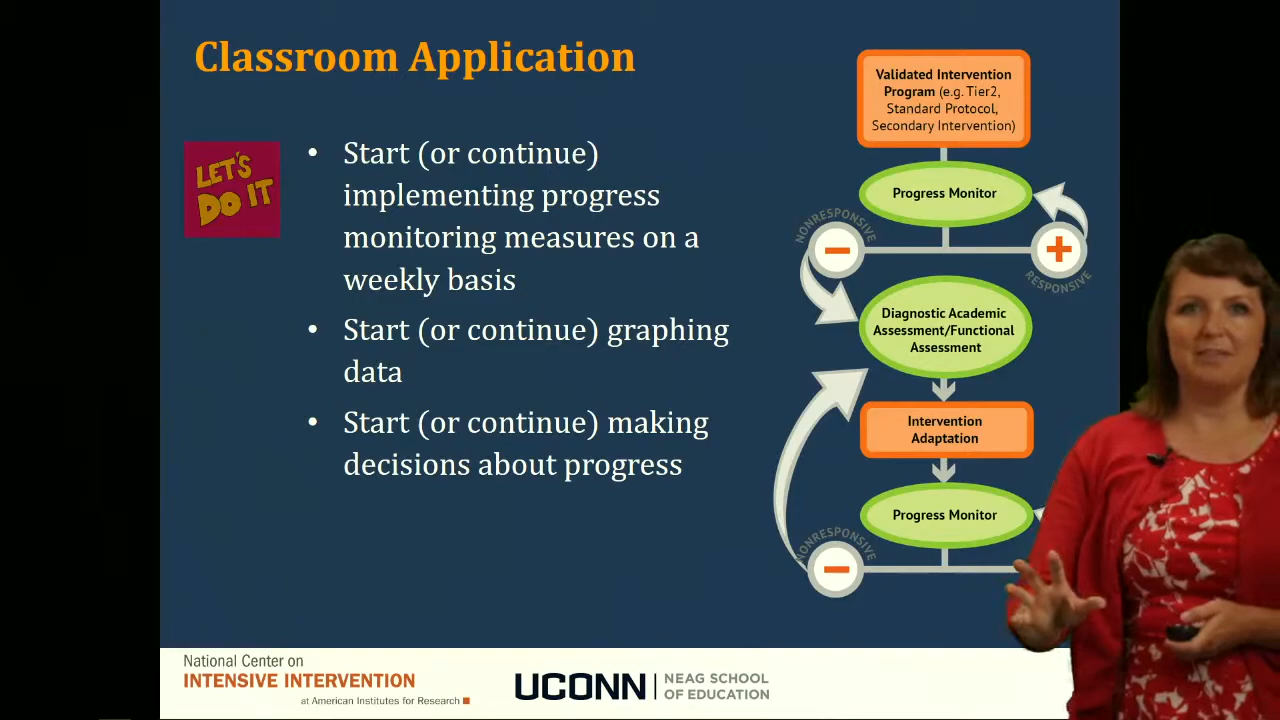 Classroom Application
LET'S
DO IT
• Start (or continue)
implementing progress
monitoring measures on a
weekly basis
• Start (or continue) graphing
data
• Start (or continue) making
decisions about progress
Validated Intervention
Program (e.g. Tier2,
Standard Protocol,
Secondary Intervention)
Progress Monitor
NONRESPONSIVE
RESPONSIVE
Diagnostic Academic
Assessment/Functional
Assessment
Intervention
Adaptation
Progress Monitor
NONRESPONSIVE
National Center on
INTENSIVE INTERVENTION
at American Institutes for Research
UCONN
NEAG SCHOOL
OF EDUCATION